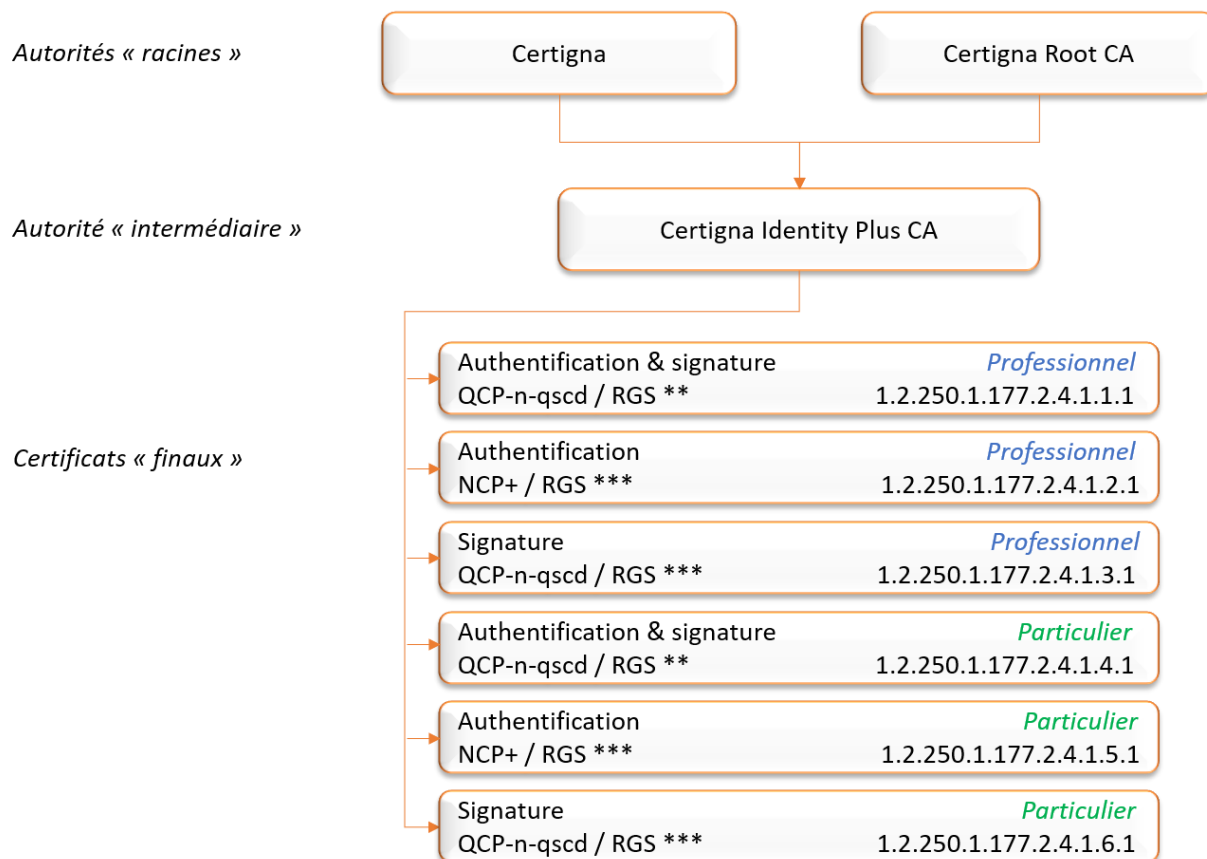 Autorités « racines »
Certigna
Certigna Root CA
Autorité « intermédiaire »
Certigna Identity Plus CA
Certificats « finaux »
Authentification & signature Professionnel
QCP-n-qscd / RGS ** 1.2.250.1.177.2.4.1.1.1
Authentification Professionnel
NCP+ / RGS *** 1.2.250.1.177.2.4.1.2.1
Signature Professionnel
QCP-n-qscd / RGS *** 1.2.250.1.177.2.4.1.3.1
Authentification & signature Particulier
QCP-n-qscd / RGS ** 1.2.250.1.177.2.4.1.4.1
Authentification Particulier
NCP+ / RGS *** 1.2.250.1.177.2.4.1.5.1
Signature Particulier
QCP-n-qscd / RGS *** 1.2.250.1.177.2.4.1.6.1